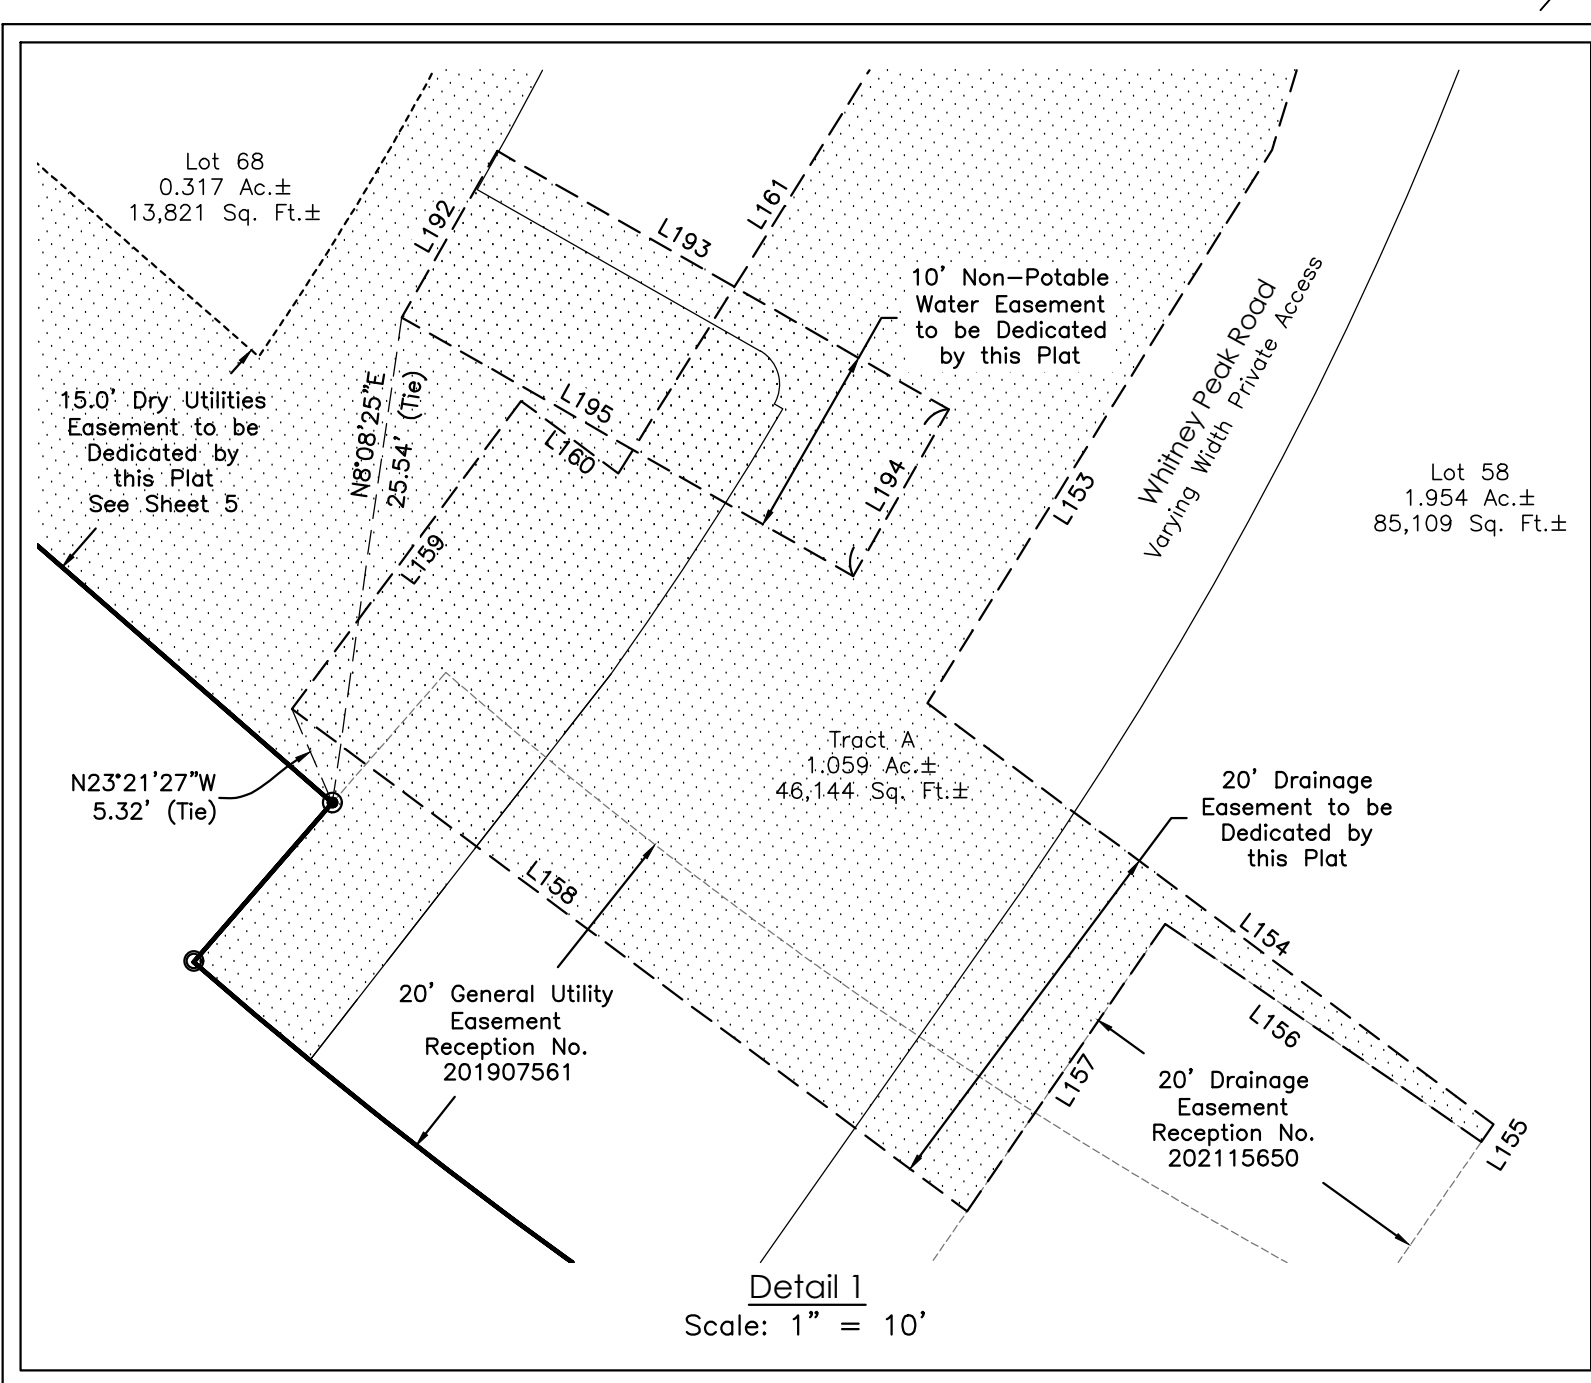 Lot 68
0.317 Ac.±
13,821 Sq. Ft.±
L192
L193
L161
10' Non-Potable
Water Easement
to be Dedicated
by this Plat
Whitney Peak Road
Varying Width Private Access
15.0' Dry Utilities
Easement to be
Dedicated by
this Plat
See Sheet 5
N8°08'25"E
25.54' (Tie)
L195
L160
L194
L153
Lot 58
1.954 Ac.±
85,109 Sq. Ft.±
L159
Tract A
1.059 Ac.±
46,144 Sq. Ft.±
N23°21'27"W
5.32' (Tie)
20' Drainage
Easement to be
Dedicated by
this Plat
L158
L154
L156
L155
L157
20' General Utility
Easement
Reception No.
201907561
20' Drainage
Easement
Reception No.
202115650
Detail 1
Scale: 1" = 10'